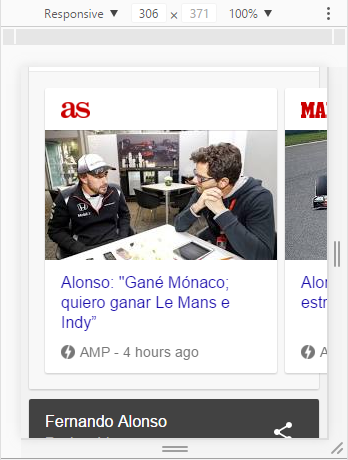 Responsive 306 × 371 100%
as
Alonso: "Gané Mónaco;
quiero ganar Le Mans e
Indy”
AMP - 4 hours ago
MA
Alon
estr
A
Fernando Alonso